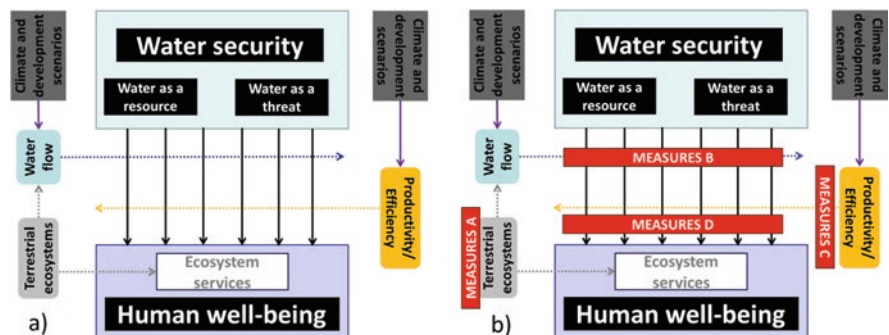 Climate and
development
scenarios
Water security
Water as a
resource
Water as a
threat
Climate and
development
scenarios
Water
flow
Productivity/
Efficiency
Terrestrial
ecosystems
Ecosystem
services
Human well-being
a)
Climate and
development
scenarios
Water security
Water as a
resource
Water as a
threat
Climate and
development
scenarios
Water
flow
MEASURES B
MEASURES C
Productivity/
Efficiency
MEASURES D
MEASURES A
Terrestrial
ecosystems
Ecosystem
services
Human well-being
b)